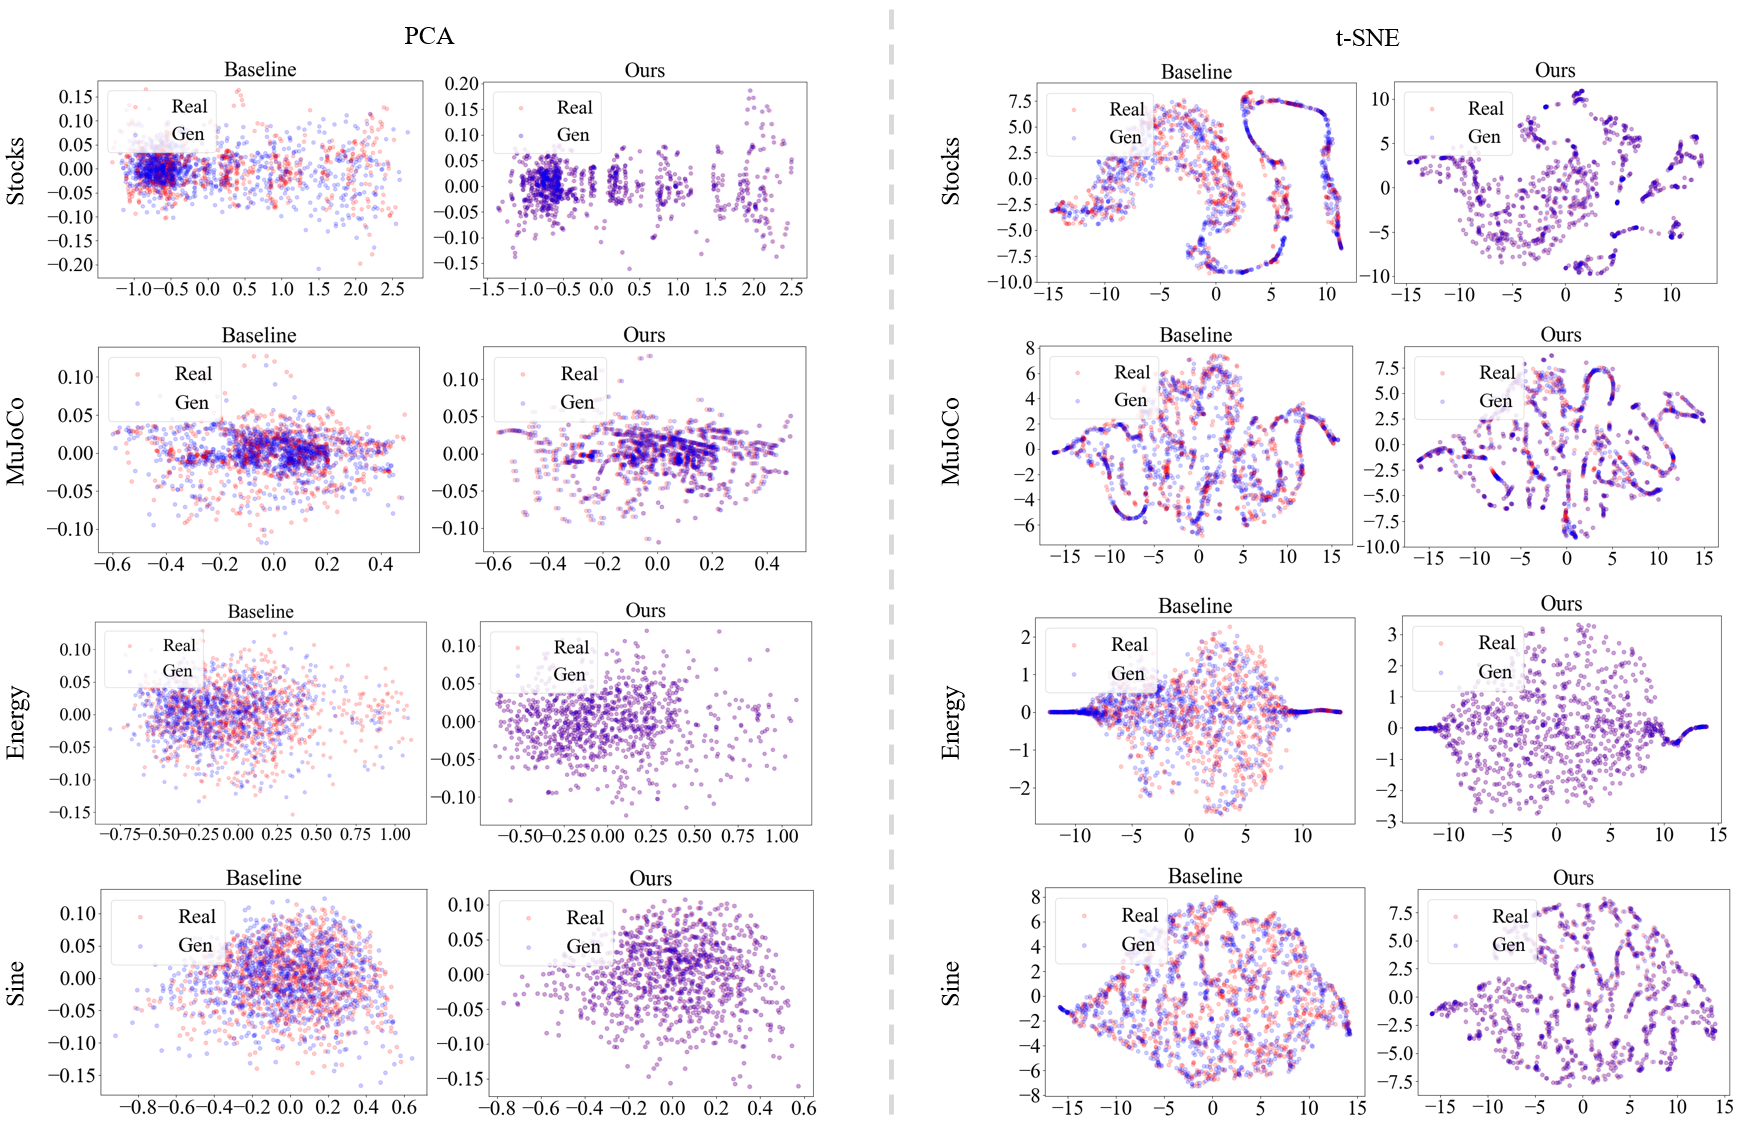 PCA
t-SNE
Stocks
Baseline
Real
Gen
0.15
0.10
0.05
0.00
−0.05
−0.10
−0.15
−0.20
−1.0 −0.5 0.0 0.5 1.0 1.5 2.0 2.5
Ours
Real
Gen
0.20
0.15
0.10
0.05
0.00
−0.05
−0.10
−0.15
−1.5 −1.0 −0.5 0.0 0.5 1.0 1.5 2.0 2.5
Stocks
Baseline
Real
Gen
7.5
5.0
2.5
0.0
−2.5
−5.0
−7.5
−10.0
−15 −10 −5 0 5 10
Ours
Real
Gen
10
5
0
−5
−10
−15 −10 −5 0 5 10
MuJoCo
Baseline
Real
Gen
0.10
0.05
0.00
−0.05
−0.10
−0.6 −0.4 −0.2 0.0 0.2 0.4
Ours
Real
Gen
0.10
0.05
0.00
−0.05
−0.10
−0.6 −0.4 −0.2 0.0 0.2 0.4
MuJoCo
Baseline
Real
Gen
8
6
4
2
0
−2
−4
−6
−15 −10 −5 0 5 10 15
Ours
Real
Gen
7.5
5.0
2.5
0.0
−2.5
−5.0
−7.5
−10.0
−15 −10 −5 0 5 10 15
Energy
Baseline
Real
Gen
0.10
0.05
0.00
−0.05
−0.10
−0.15
−0.75 −0.50 −0.25 0.00 0.25 0.50 0.75 1.00
Ours
Real
Gen
0.10
0.05
0.00
−0.05
−0.10
−0.5 −0.25 0.00 0.25 0.50 0.75 1.00
Energy
Baseline
Real
Gen
2
1
0
−1
−2
−10 −5 0 5 10
Ours
Real
Gen
3
2
1
0
−1
−2
−3
−10 −5 0 5 10 15
Sine
Baseline
Real
Gen
0.10
0.05
0.00
−0.05
−0.10
−0.15
−0.8 −0.6 −0.4 −0.2 0.0 0.2 0.4 0.6
Ours
Real
Gen
0.10
0.05
0.00
−0.05
−0.10
−0.15
−0.8 −0.6 −0.4 −0.2 0.0 0.2 0.4 0.6
Sine
Baseline
Real
Gen
8
6
4
2
0
−2
−4
−6
−8
−15 −10 −5 0 5 10 15
Ours
Real
Gen
7.5
5.0
2.5
0.0
−2.5
−5.0
−7.5
−15 −10 −5 0 5 10 15